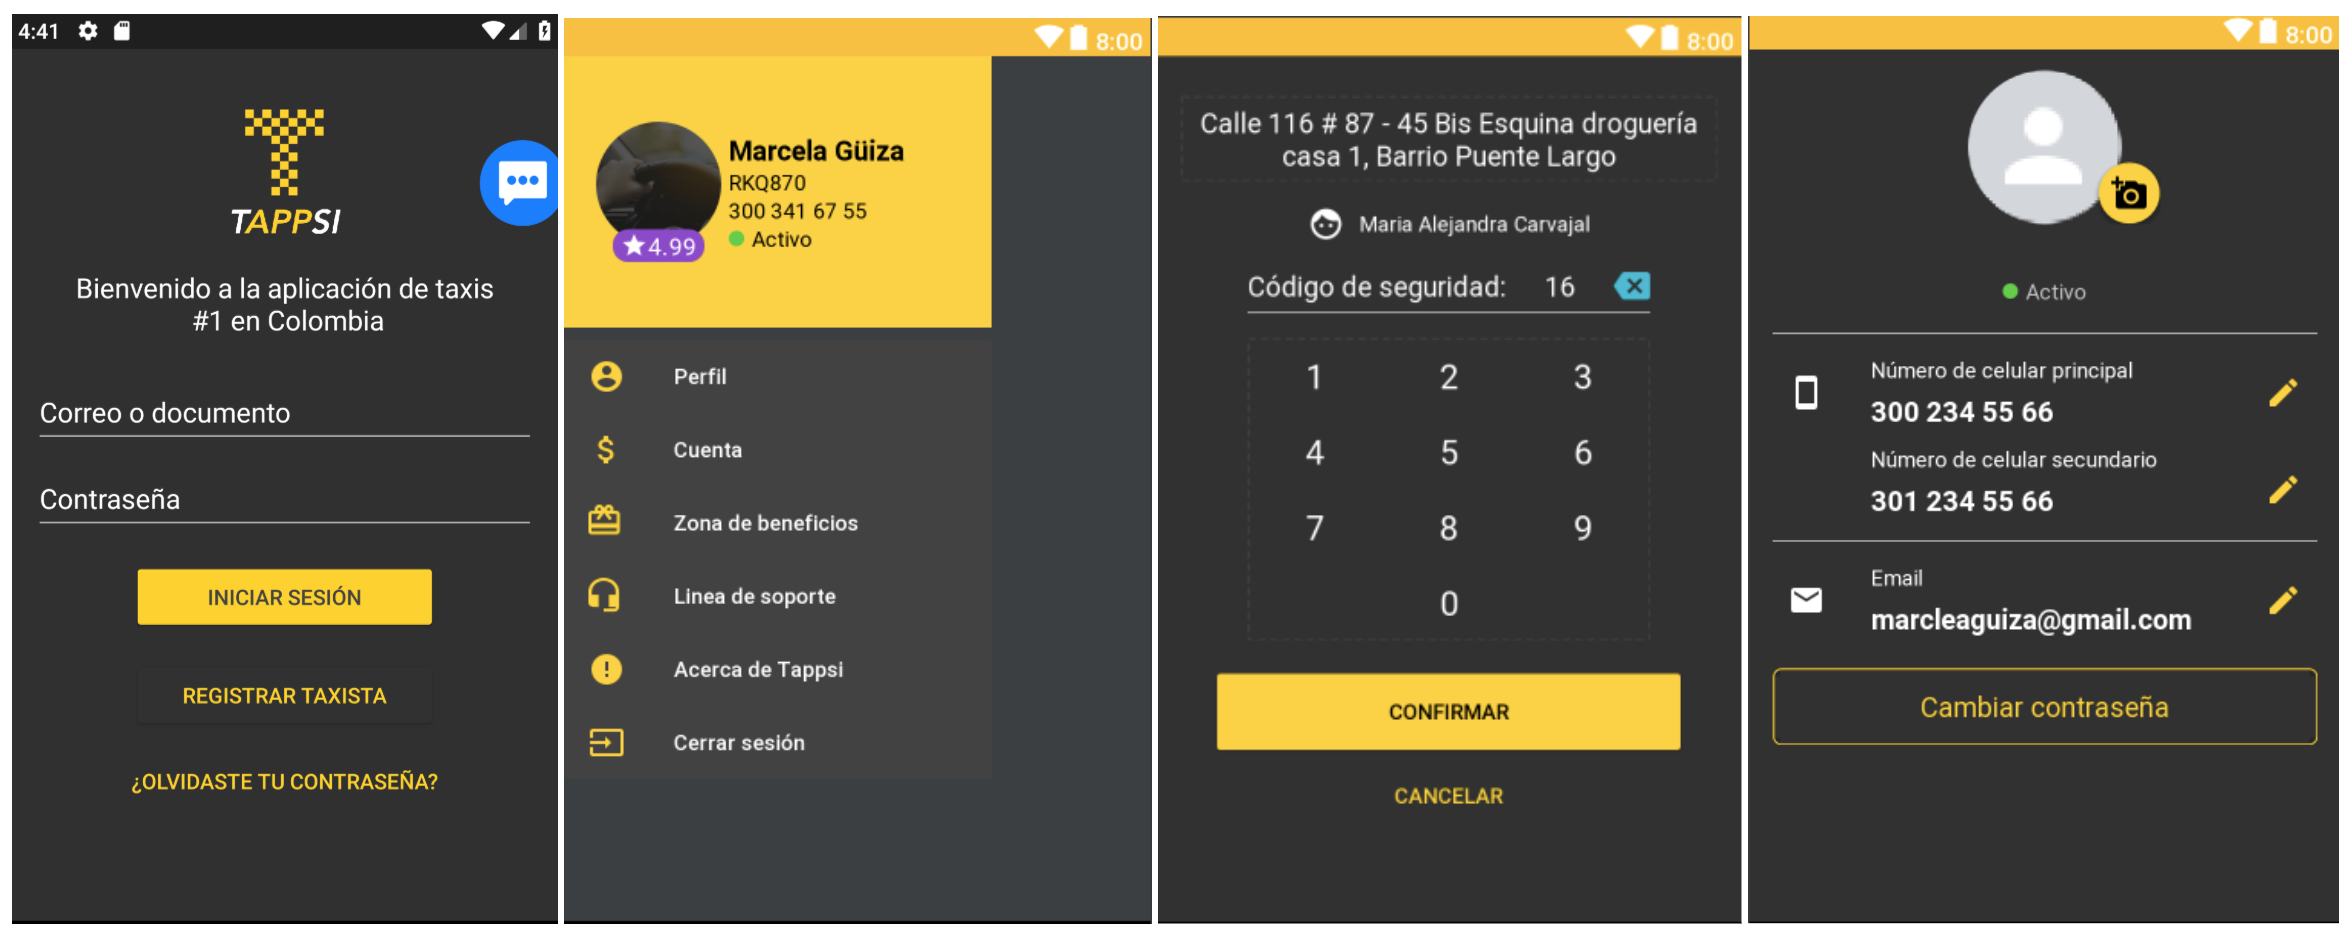 4:41
TAPPSI
Bienvenido a la aplicación de taxis
#1 en Colombia
Correo o documento
Contraseña
INICIAR SESIÓN
REGISTRAR TAXISTA
¿OLVIDASTE TU CONTRASEÑA?
8:00
Marcela Güiza
RKQ870
300 341 67 55
Activo
4.99
Perfil
Cuenta
Zona de beneficios
Linea de soporte
Acerca de Tappsi
Cerrar sesión
8:00
Calle 116 # 87 - 45 Bis Esquina droguería
casa 1, Barrio Puente Largo
Maria Alejandra Carvajal
Código de seguridad: 16
1 2 3
4 5 6
7 8 9
0
CONFIRMAR
CANCELAR
8:00
Activo
Número de celular principal
300 234 55 66
Número de celular secundario
301 234 55 66
Email
marcleaguiza@gmail.com
Cambiar contraseña